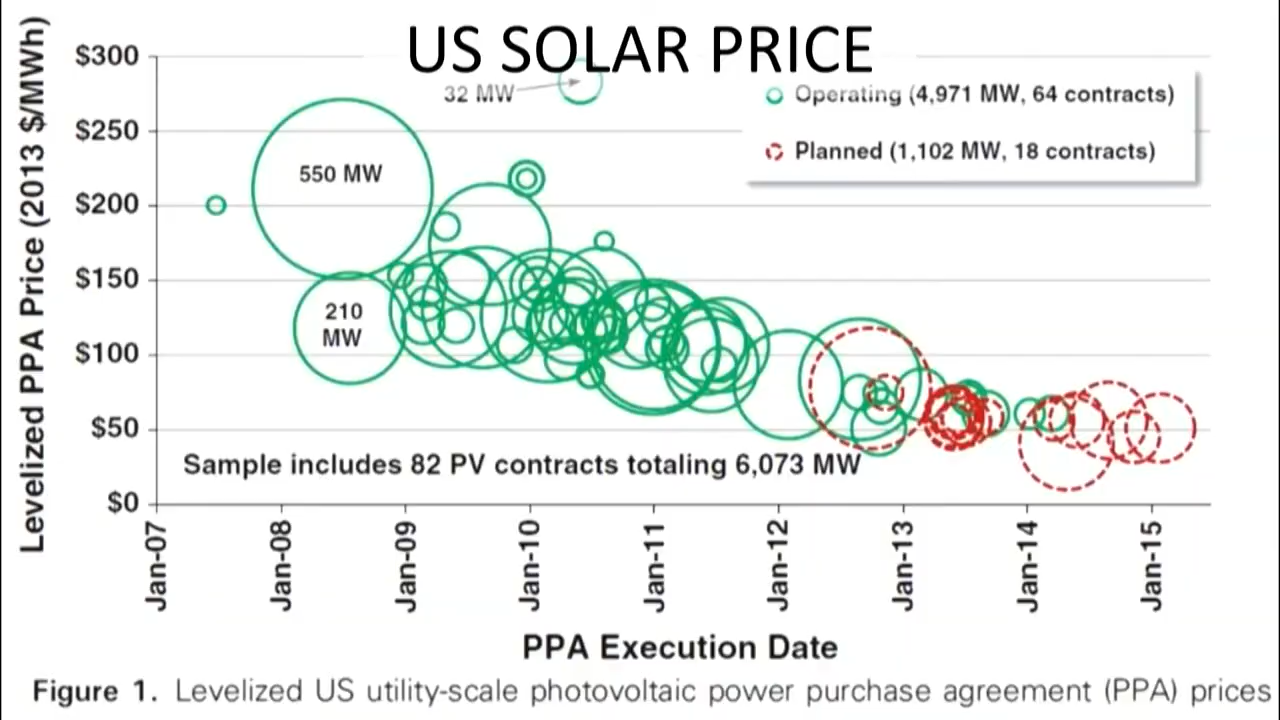 US SOLAR PRICE
Levelized PPA Price (2013 $/MWh)
$300
$250
$200
$150
$100
$50
$0
32 MW
550 MW
210
MW
Operating (4,971 MW, 64 contracts)
Planned (1,102 MW, 18 contracts)
Sample includes 82 PV contracts totaling 6,073 MW
Jan-07
Jan-08
Jan-09
Jan-10
Jan-11
Jan-12
Jan-13
Jan-14
Jan-15
PPA Execution Date
Figure 1. Levelized US utility-scale photovoltaic power purchase agreement (PPA) prices